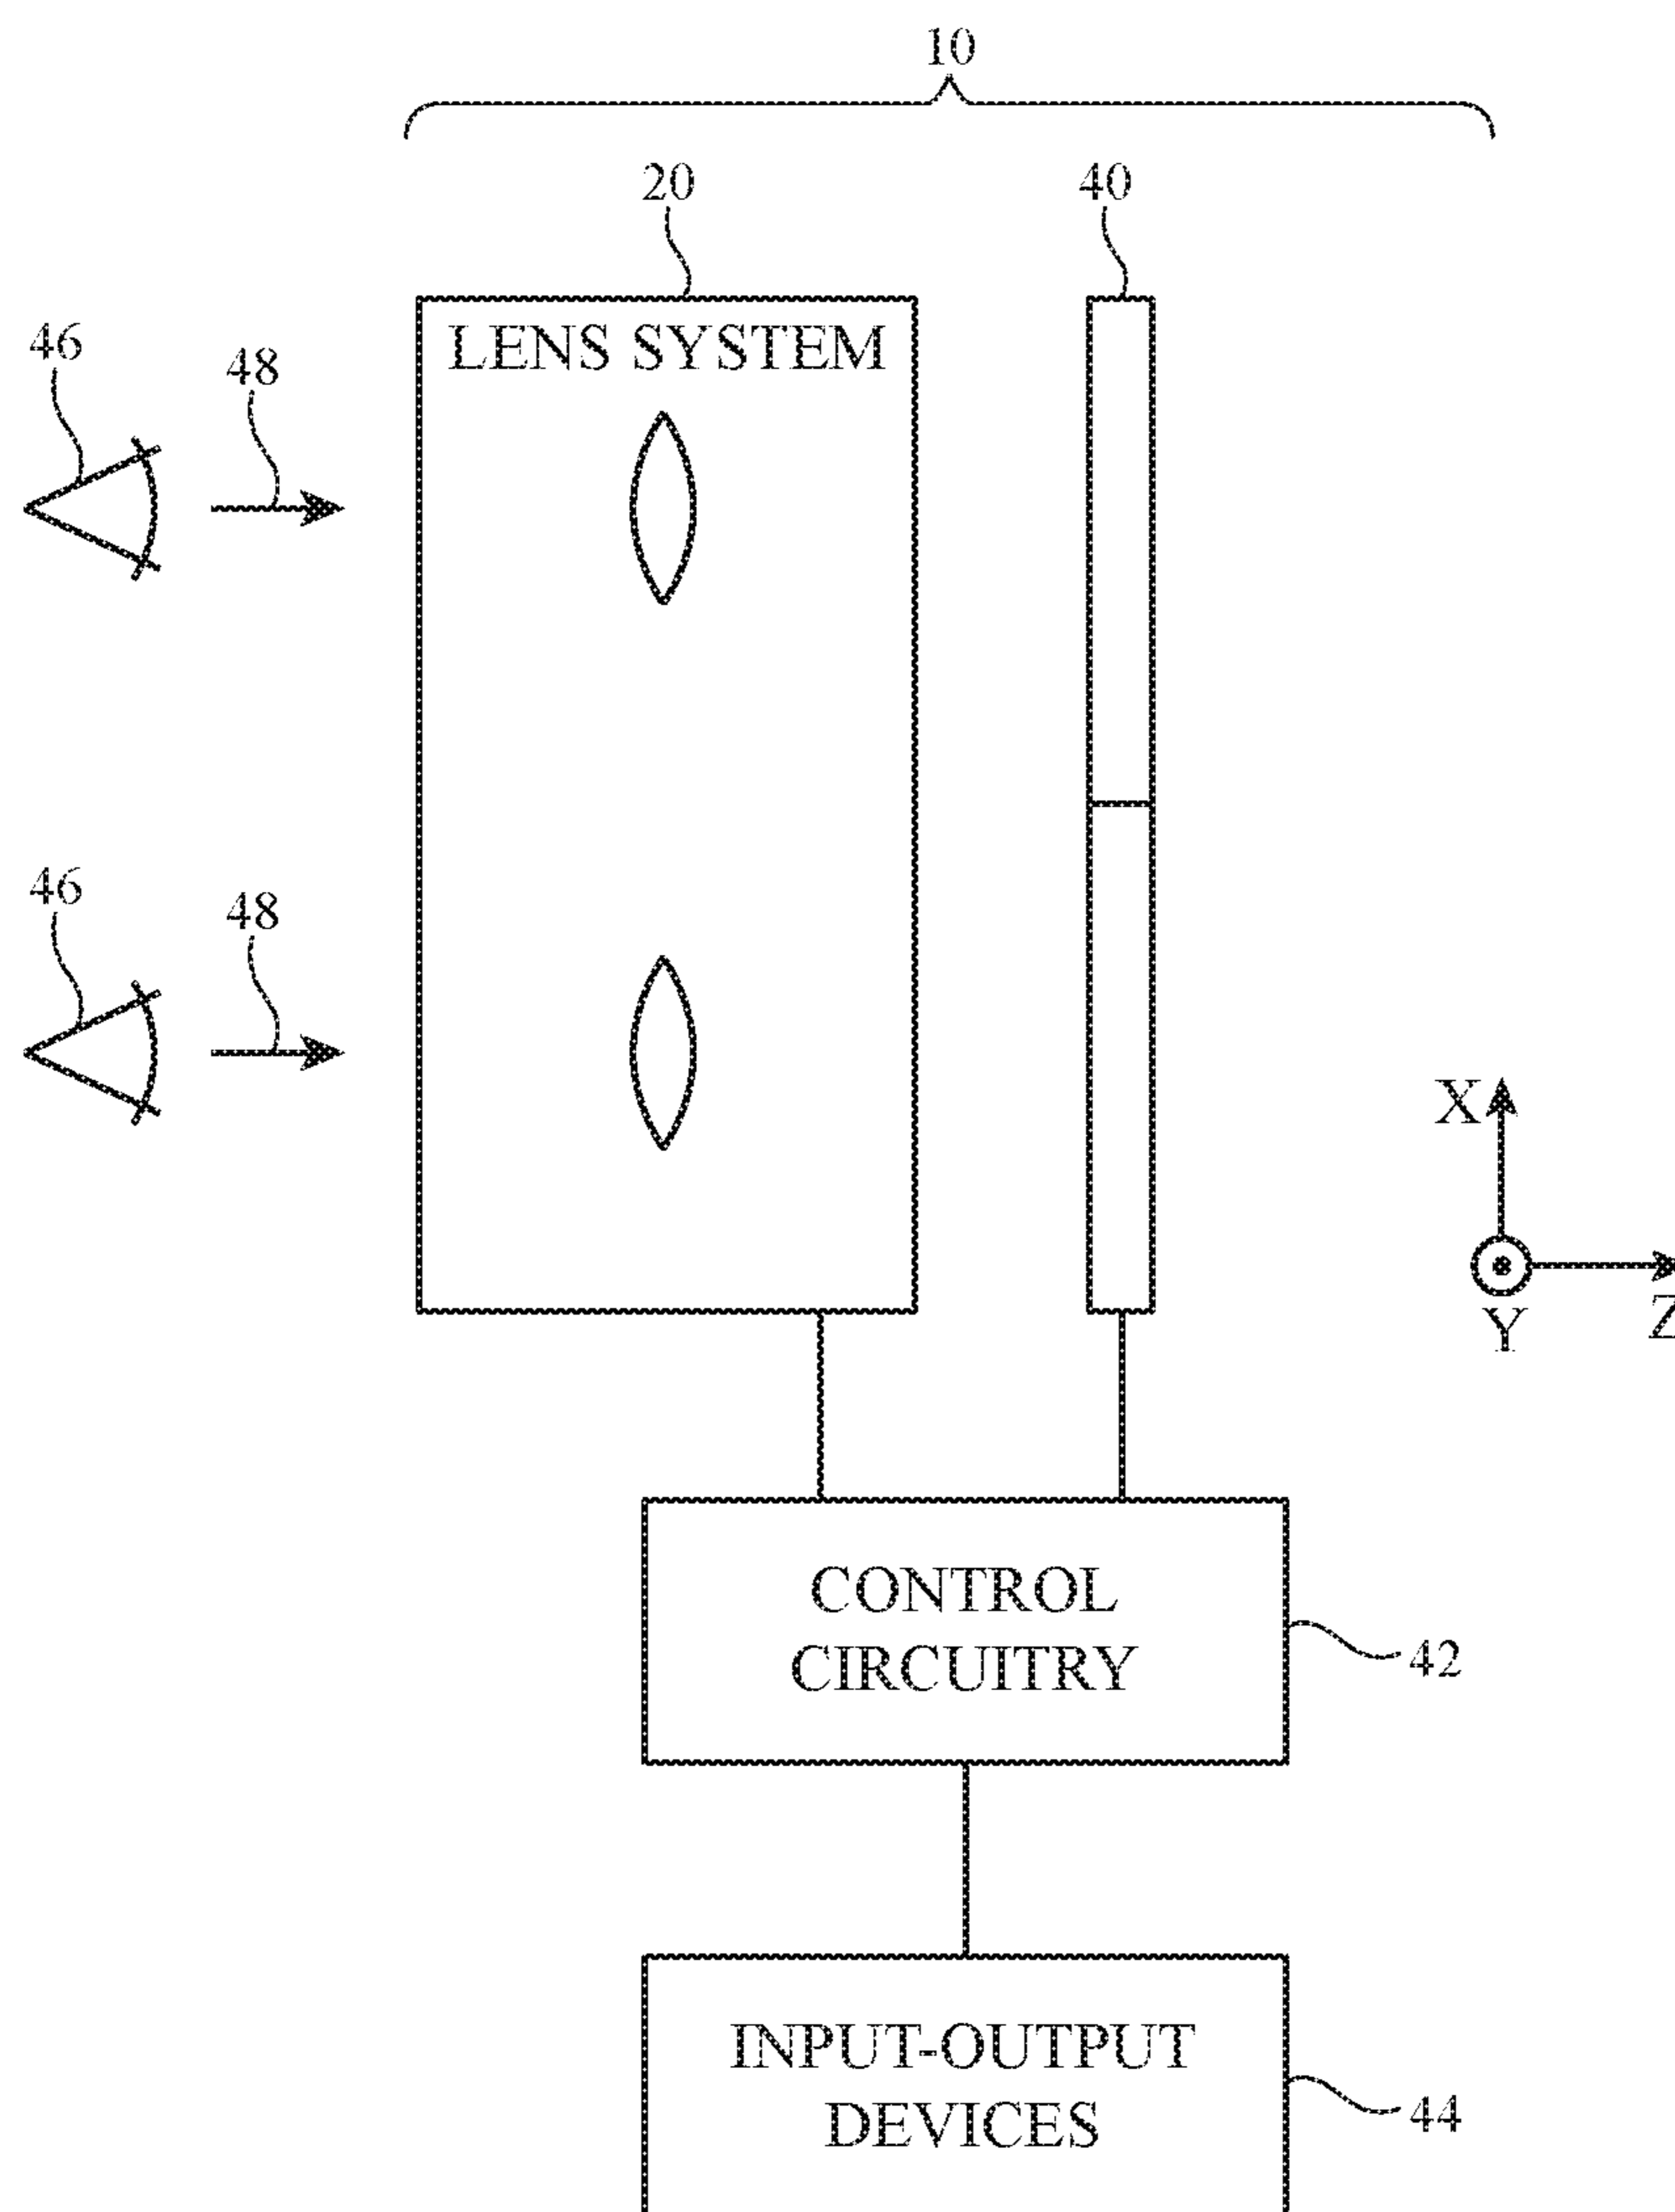 10
20
40
LENS SYSTEM
46
48
46
48
X
Y
Z
CONTROL
CIRCUITRY
42
INPUT-OUTPUT
DEVICES
44